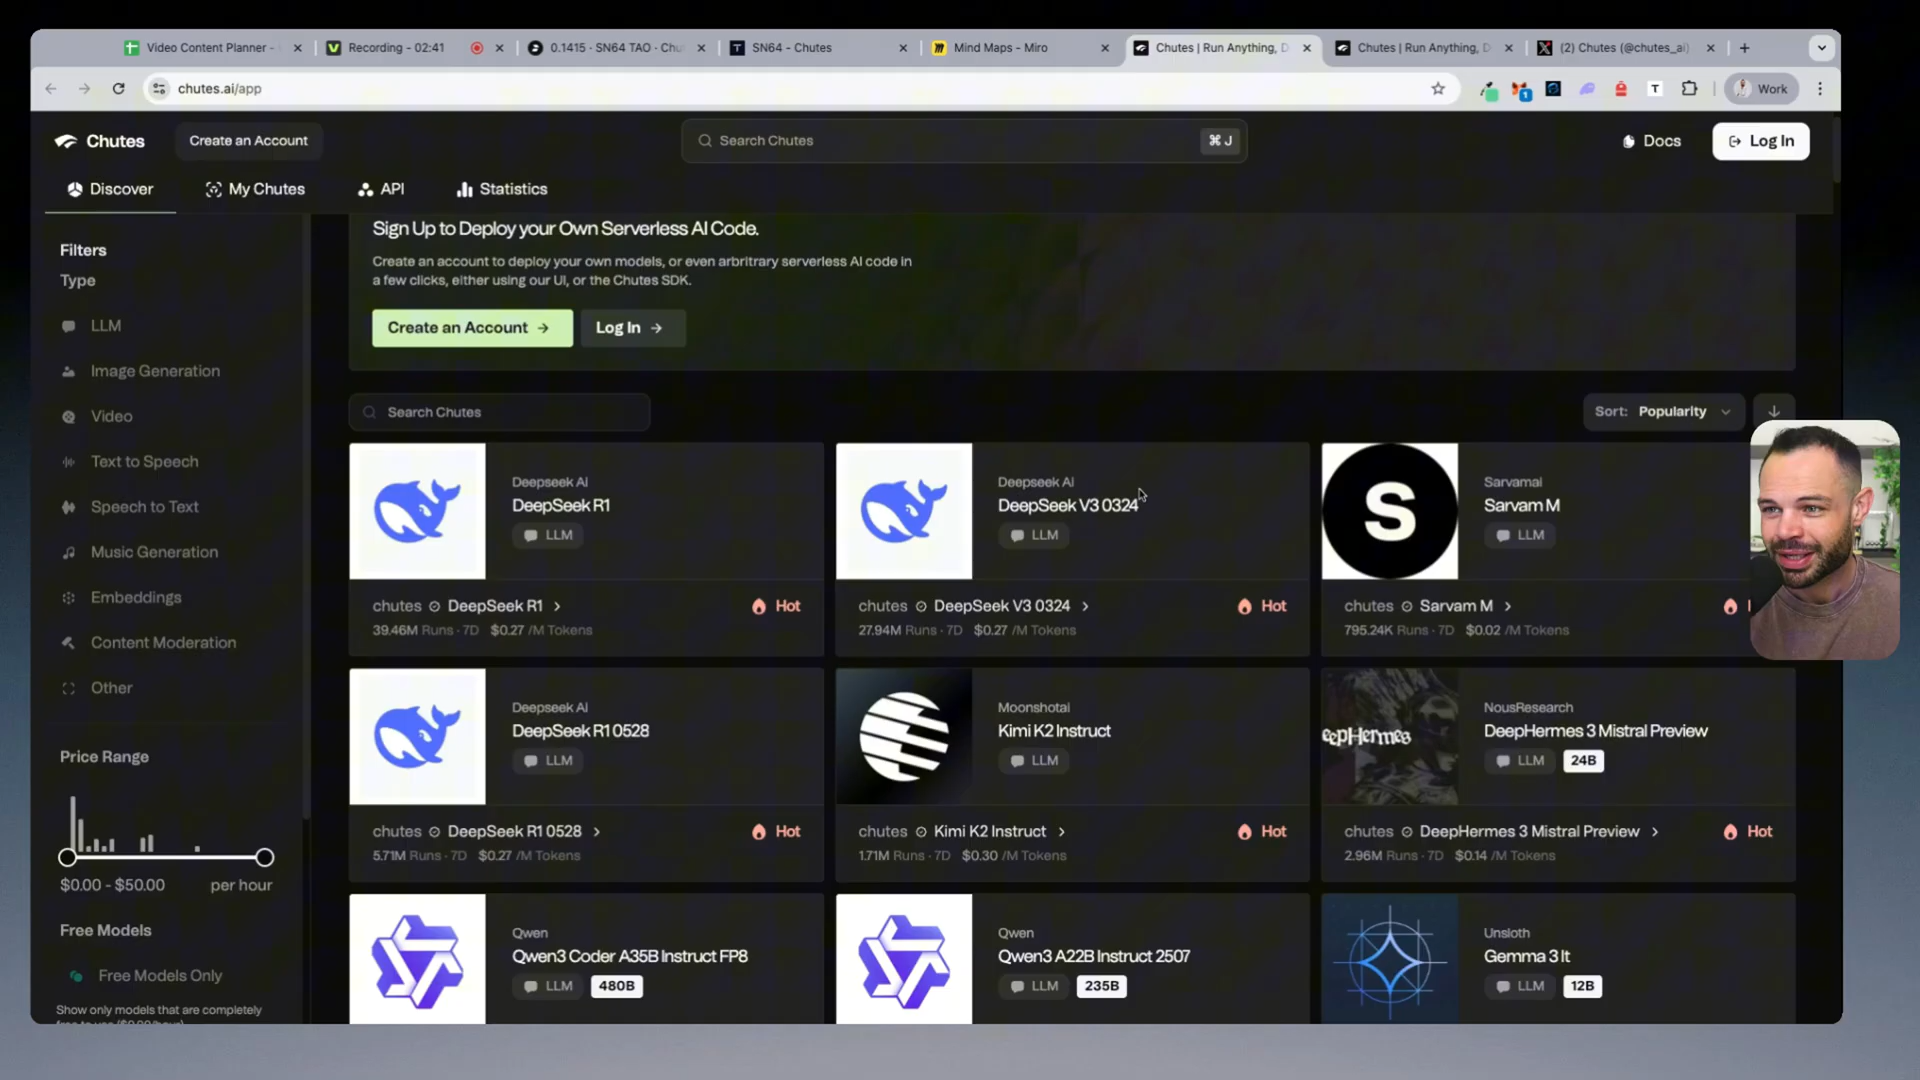 Video Content Planner -
Recording - 02:41
0.1415 · SN64 TAO · Chu
SN64 - Chutes
Mind Maps - Miro
Chutes | Run Anything, D
Chutes | Run Anything, D
(2) Chutes (@chutes_ai)
chutes.ai/app
1
T
Work
Chutes
Create an Account
Search Chutes
⌘ J
Docs
Log In
Discover
My Chutes
API
Statistics
Filters
Type
LLM
Image Generation
Video
Text to Speech
Speech to Text
Music Generation
Embeddings
Content Moderation
Other
Price Range
$0.00 - $50.00
per hour
Free Models
Free Models Only
Show only models that are completely
Sign Up to Deploy your Own Serverless AI Code.
Create an account to deploy your own models, or even arbritrary serverless AI code in
a few clicks, either using our UI, or the Chutes SDK.
Create an Account →
Log In →
Search Chutes
Sort: Popularity
Deepseek Ai
DeepSeek R1
LLM
chutes DeepSeek R1 >
Hot
39.46M Runs · 7D $0.27 /M Tokens
Deepseek Ai
DeepSeek V3 0324
LLM
chutes DeepSeek V3 0324 >
Hot
27.94M Runs · 7D $0.27 /M Tokens
S
Sarvamai
Sarvam M
LLM
chutes Sarvam M >
795.24K Runs · 7D $0.02 /M Tokens
Deepseek Ai
DeepSeek R1 0528
LLM
chutes DeepSeek R1 0528 >
Hot
5.71M Runs · 7D $0.27 /M Tokens
Moonshotai
Kimi K2 Instruct
LLM
chutes Kimi K2 Instruct >
Hot
1.71M Runs · 7D $0.30 /M Tokens
eepHermes
NousResearch
DeepHermes 3 Mistral Preview
LLM
24B
chutes DeepHermes 3 Mistral Preview >
Hot
2.96M Runs · 7D $0.14 /M Tokens
Qwen
Qwen3 Coder A35B Instruct FP8
LLM
480B
Qwen
Qwen3 A22B Instruct 2507
LLM
235B
Unsloth
Gemma 3 It
LLM
12B